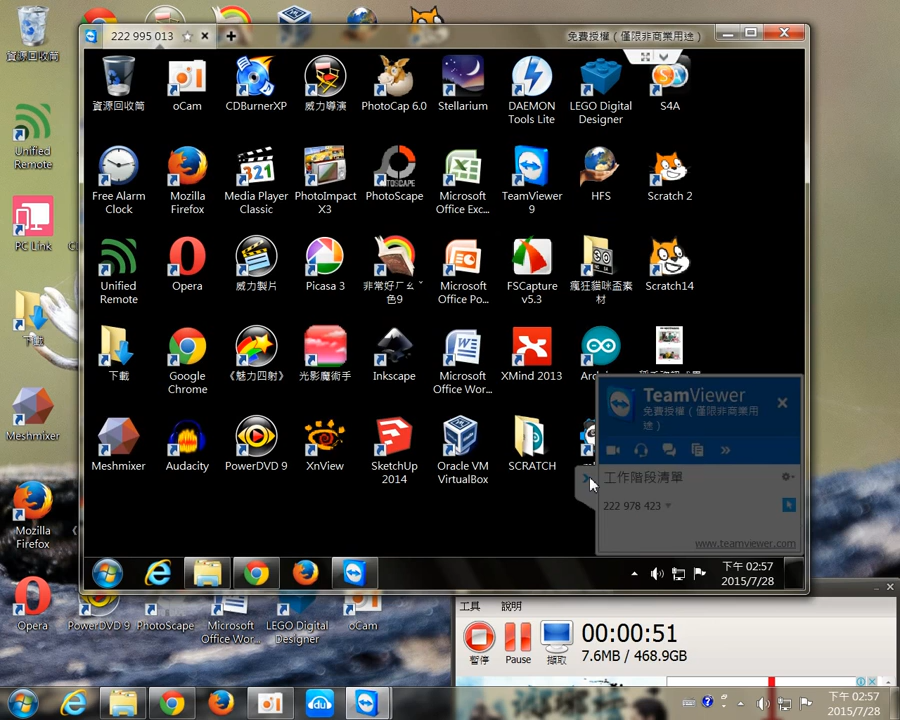 資源回收筒
Unified
Remote
PC Link
下載
Meshmixer
Mozilla
Firefox
Opera
PowerDVD 9
PhotoScape
Microsoft
Office Wor...
LEGO Digital
Designer
oCam
222 995 013
免費授權（僅限非商業用途）
資源回收筒
oCam
CDBurnerXP
威力導演
PhotoCap 6.0
Stellarium
DAEMON
Tools Lite
LEGO Digital
Designer
S4A
Free Alarm
Clock
Mozilla
Firefox
Media Player
Classic
PhotoImpact
X3
PhotoScape
Microsoft
Office Exc...
TeamViewer
9
HFS
Scratch 2
Unified
Remote
Opera
威力製片
Picasa 3
非常好ㄏㄠˇ
色9
Microsoft
Office Po...
FSCapture
v5.3
瘋狂貓咪盃素
材
Scratch14
下載
Google
Chrome
《魅力四射》
光影魔術手
Inkscape
Microsoft
Office Wor...
XMind 2013
Meshmixer
Audacity
PowerDVD 9
XnView
SketchUp
2014
Oracle VM
VirtualBox
SCRATCH
TeamViewer
免費授權（僅限非商業用
途）
工作階段清單
222 978 423
www.teamviewer.com
下午 02:57
2015/7/28
工具 說明
暫停
Pause
擷取
00:00:51
7.6MB / 468.9GB
下午 02:57
2015/7/28